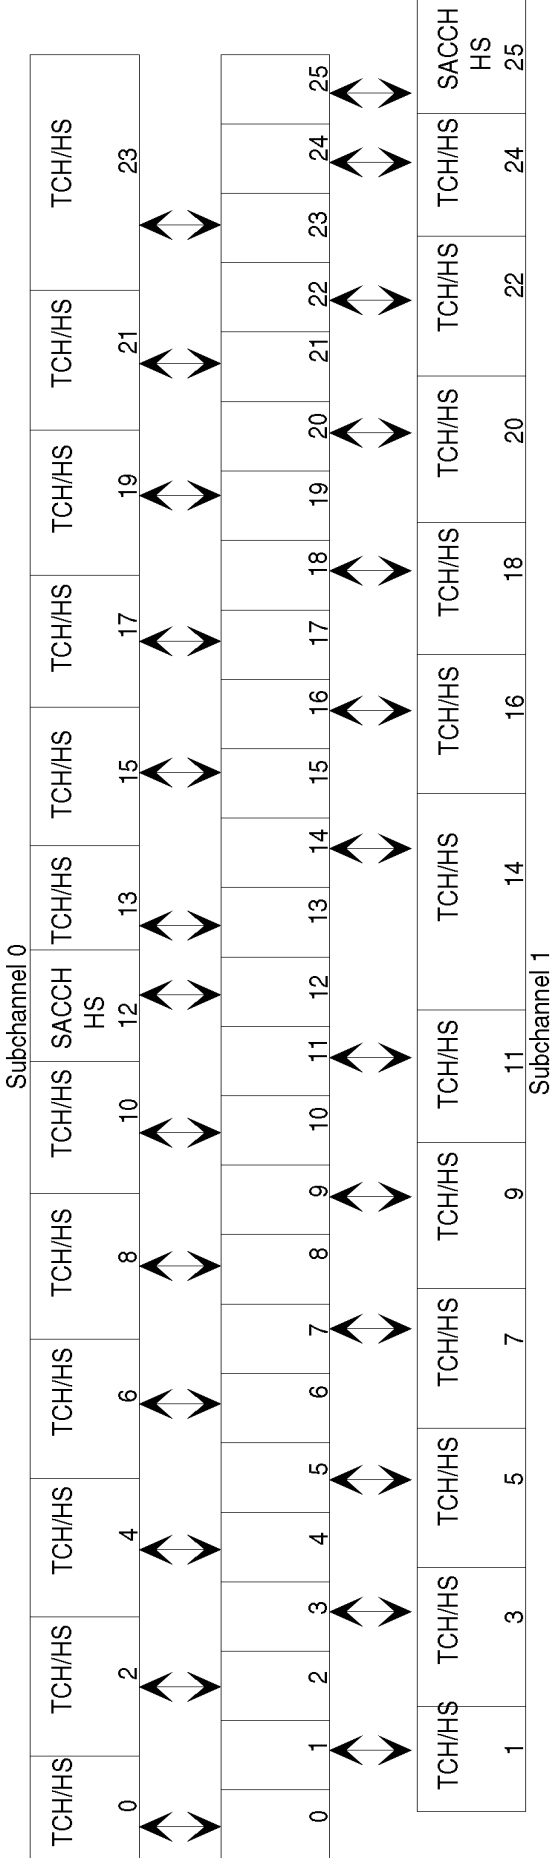 Subchannel 0
TCH/HS
0
TCH/HS
2
TCH/HS
4
TCH/HS
6
TCH/HS
8
TCH/HS
10
SACCH
HS
12
TCH/HS
13
TCH/HS
15
TCH/HS
17
TCH/HS
19
TCH/HS
21
TCH/HS
23
0
1
2
3
4
5
6
7
8
9
10
11
12
13
14
15
16
17
18
19
20
21
22
23
24
25
TCH/HS
1
TCH/HS
3
TCH/HS
5
TCH/HS
7
TCH/HS
9
TCH/HS
11
TCH/HS
14
TCH/HS
16
TCH/HS
18
TCH/HS
20
TCH/HS
22
TCH/HS
24
SACCH
HS
25
Subchannel 1